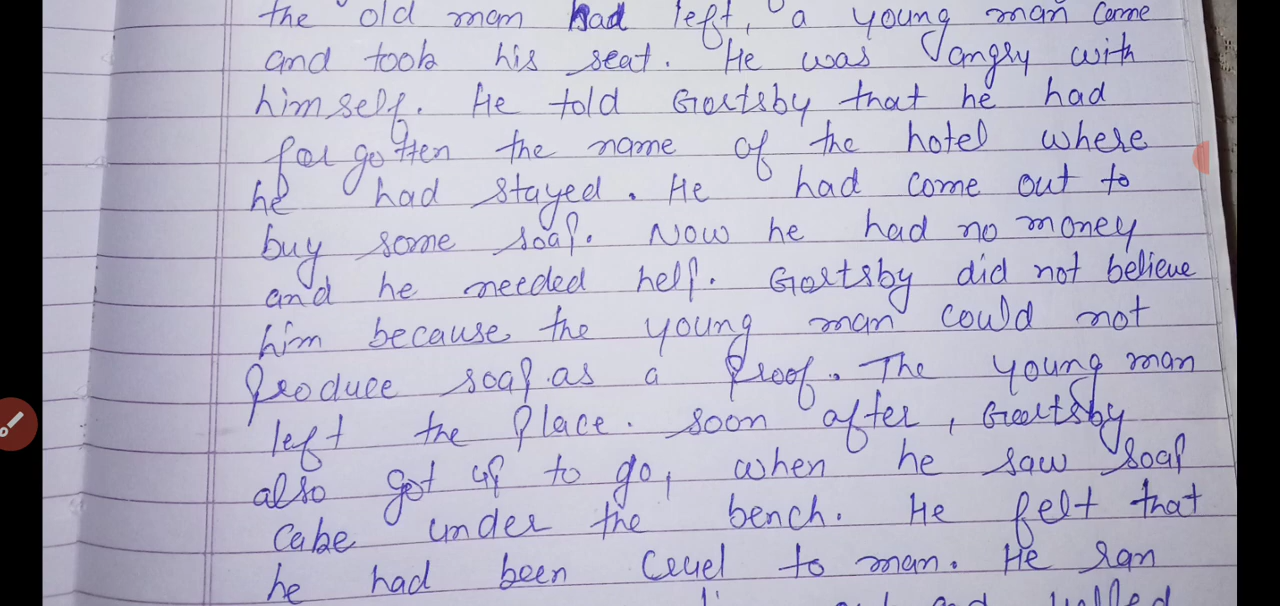 the old man had left, a young man came
and took his seat. He was angry with
himself. He told Gortsby that he had
forgotten the name of the hotel where
he had stayed. He had come out to
buy some soap. Now he had no money
and he needed help. Gortsby did not believe
him because the young man could not
produce soap as a proof. The young man
left the place. soon after, Gortsby
also got up to go, when he saw soap
cake under the bench. He felt that
he had been cruel to man. He ran
and